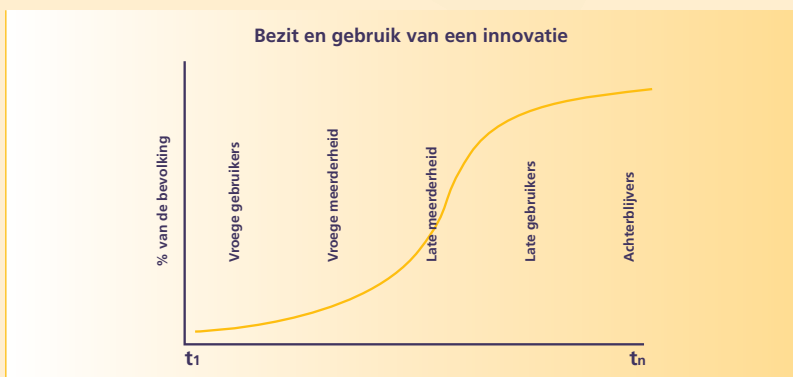 Bezit en gebruik van een innovatie
% van de bevolking
Vroege gebruikers
Vroege meerderheid
Late meerderheid
Late gebruikers
Achterblijvers
t1
tn